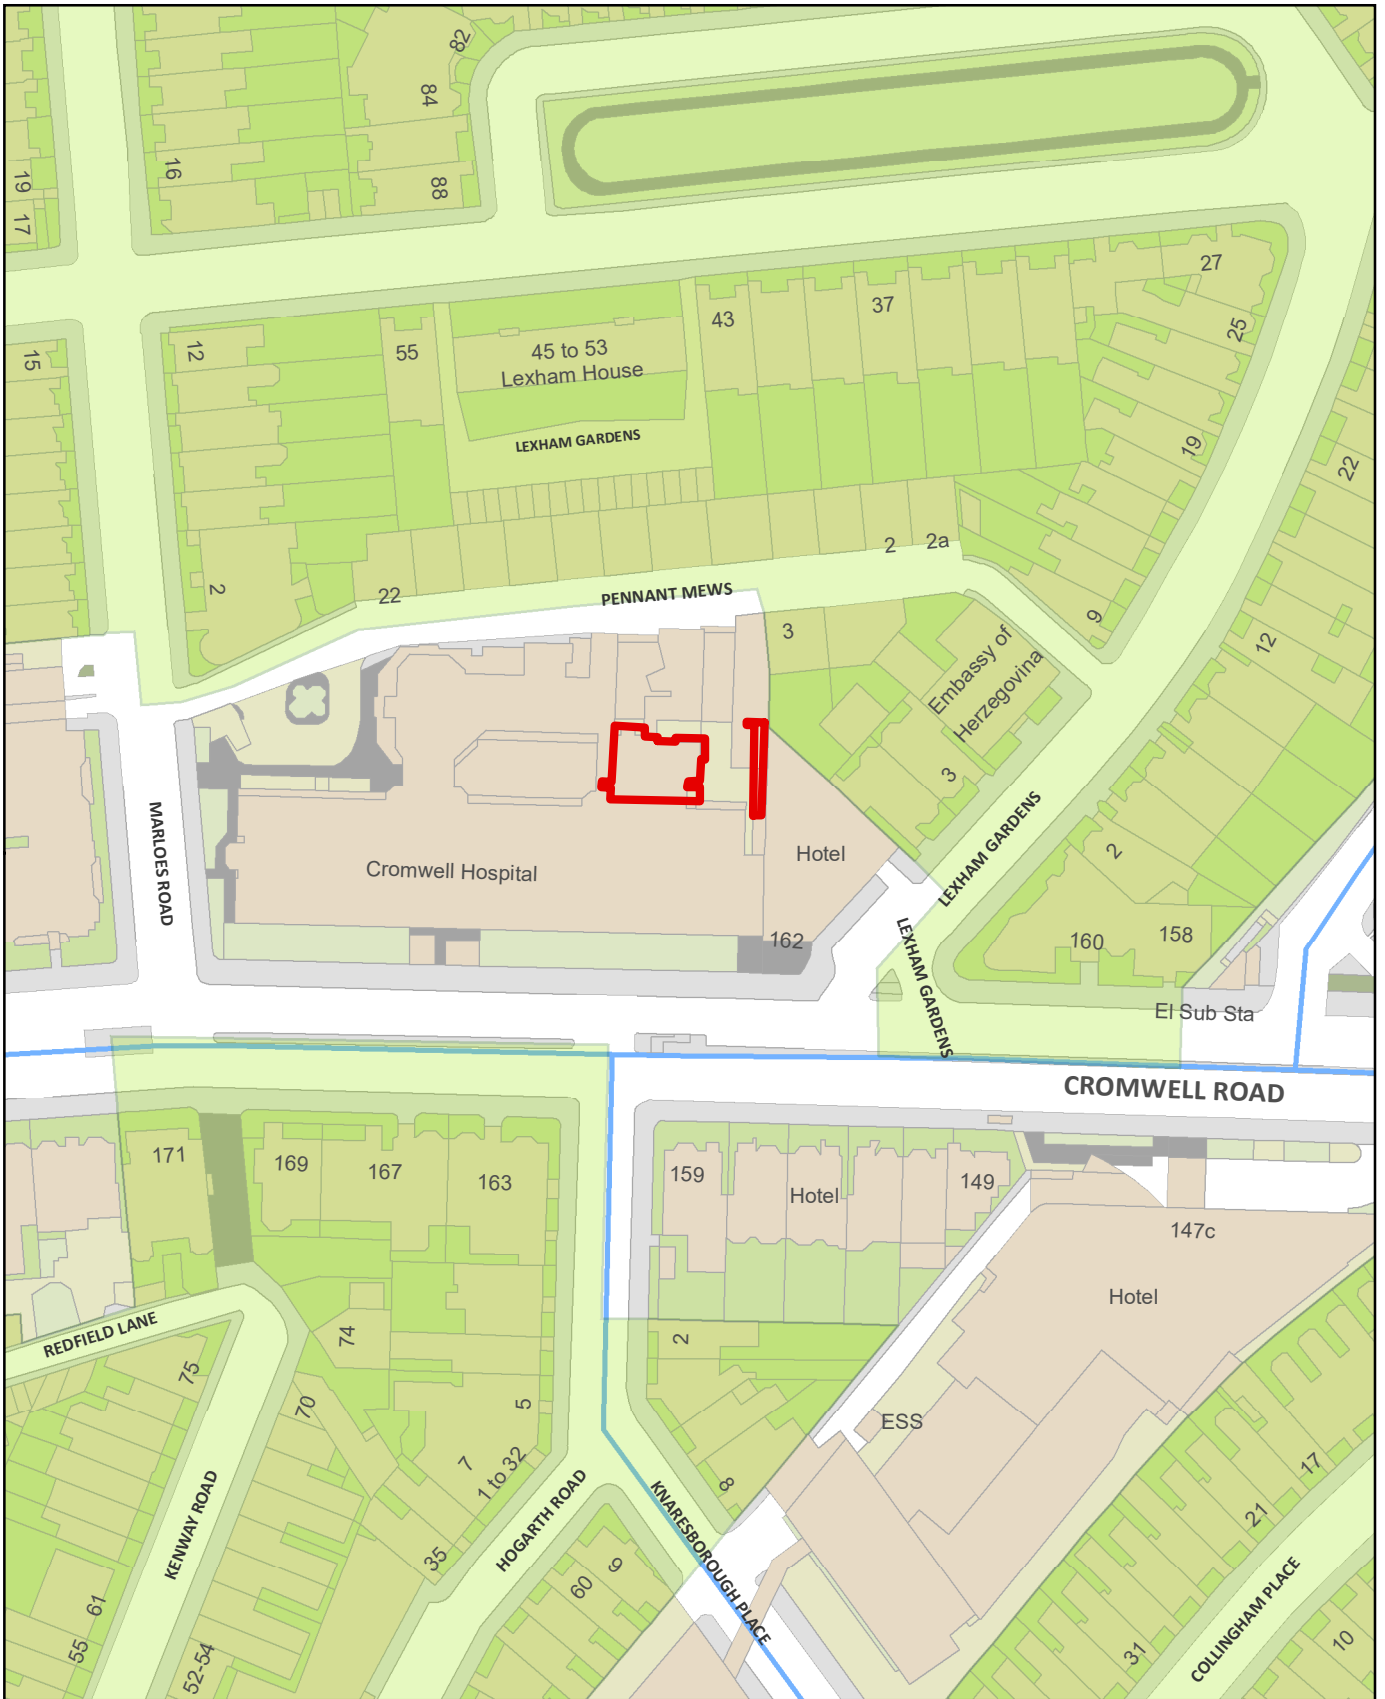 82
84
16
88
19
17
27
25
43
37
12
55
45 to 53
Lexham House
15
LEXHAM GARDENS
19
22
2
2a
2
22
PENNANT MEWS
3
9
12
Embassy of
Herzegovina
3
MARLOES ROAD
LEXHAM GARDENS
Cromwell Hospital
Hotel
2
162
LEXHAM GARDENS
160
158
El Sub Sta
CROMWELL ROAD
171
169
167
163
159
Hotel
149
147c
Hotel
REDFIELD LANE
74
2
75
70
5
ESS
7
1 to 32
8
17
21
KENWAY ROAD
HOGARTH ROAD
KNARESBOROUGH PLACE
35
9
60
61
55
52-54
31
COLLINGHAM PLACE
10